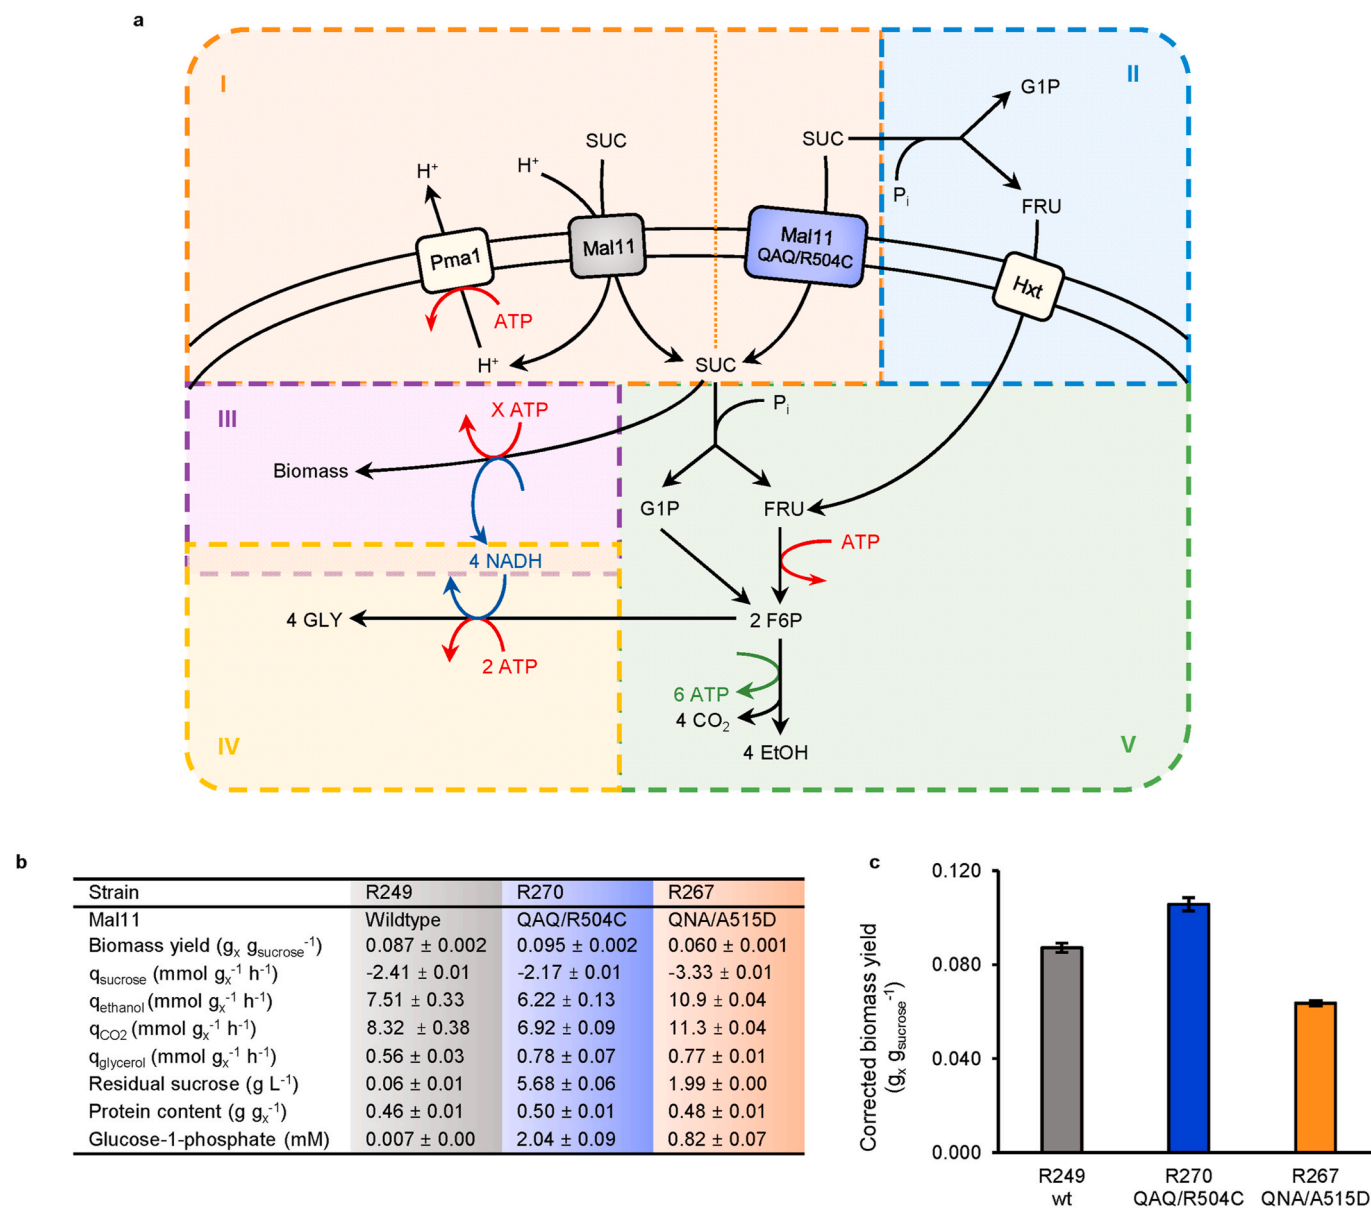 a
I
II
G1P
SUC
SUC
H⁺
H⁺
Pᵢ
FRU
Pma1
Mal11
Mal11
QAQ/R504C
Hxt
ATP
H⁺
SUC
III
X ATP
Pᵢ
Biomass
G1P
FRU
ATP
4 NADH
4 GLY
2 F6P
2 ATP
6 ATP
4 CO₂
IV
V
4 EtOH
b
Strain R249 R270 R267
Mal11 Wildtype QAQ/R504C QNA/A515D
Biomass yield (gₓ g_sucrose⁻¹) 0.087 ± 0.002 0.095 ± 0.002 0.060 ± 0.001
q_sucrose (mmol gₓ⁻¹ h⁻¹) -2.41 ± 0.01 -2.17 ± 0.01 -3.33 ± 0.01
q_ethanol (mmol gₓ⁻¹ h⁻¹) 7.51 ± 0.33 6.22 ± 0.13 10.9 ± 0.04
q_CO2 (mmol gₓ⁻¹ h⁻¹) 8.32 ± 0.38 6.92 ± 0.09 11.3 ± 0.04
q_glycerol (mmol gₓ⁻¹ h⁻¹) 0.56 ± 0.03 0.78 ± 0.07 0.77 ± 0.01
Residual sucrose (g L⁻¹) 0.06 ± 0.01 5.68 ± 0.06 1.99 ± 0.00
Protein content (g gₓ⁻¹) 0.46 ± 0.01 0.50 ± 0.01 0.48 ± 0.01
Glucose-1-phosphate (mM) 0.007 ± 0.00 2.04 ± 0.09 0.82 ± 0.07
c
Corrected biomass yield
(gₓ g_sucrose⁻¹)
0.120
0.080
0.040
0.000
R249 R270 R267
wt QAQ/R504C QNA/A515D